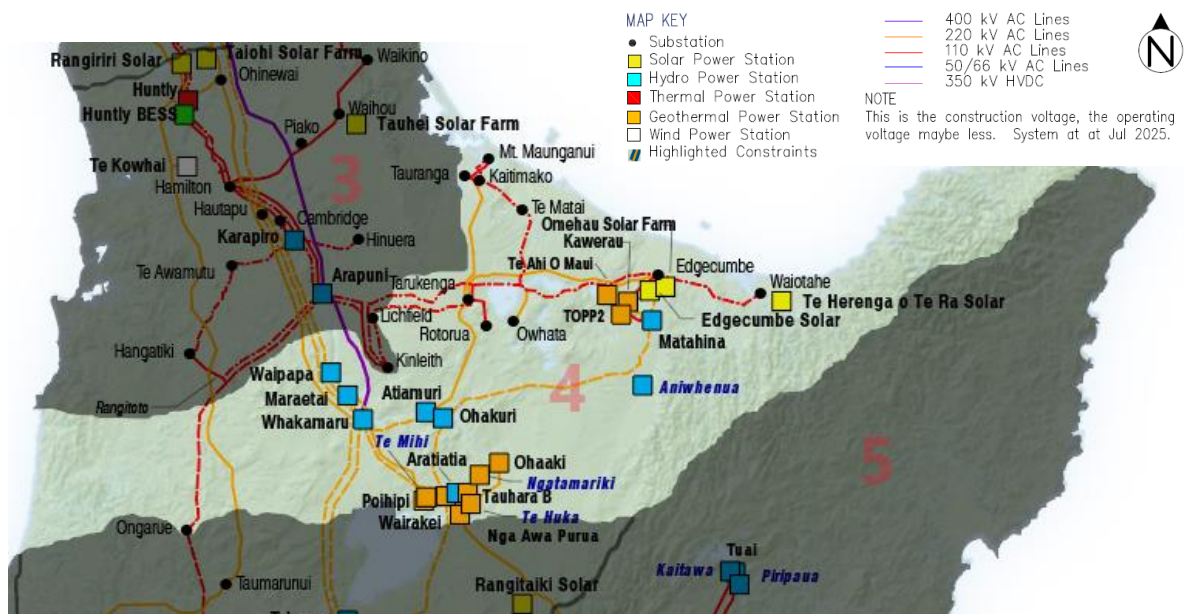 MAP KEY
Substation
Solar Power Station
Hydro Power Station
Thermal Power Station
Geothermal Power Station
Wind Power Station
Highlighted Constraints
400 kV AC Lines
220 kV AC Lines
110 kV AC Lines
50/66 kV AC Lines
350 kV HVDC
NOTE
This is the construction voltage, the operating
voltage maybe less. System at at Jul 2025.
N
Rangiriri Solar
Taiohi Solar Farm
Waikino
Ohinewai
Huntly
Huntly BESS
Waihou
Piako
Tauhei Solar Farm
Te Kowhai
3
Hamilton
Mt. Maunganui
Tauranga
Kaitimako
Hautapu
Cambridge
Te Matai
Karapiro
Hinuera
Omehau Solar Farm
Kawerau
Te Ahi O Maui
Edgecumbe
Te Awamutu
Arapuni
Tarukenga
Waiotahe
Te Herenga o Te Ra Solar
Lichfield
Rotorua
Owhata
TOPP2
Edgecumbe Solar
Matahina
Hangatiki
Kinleith
Waipapa
Maraetai
Atiamuri
4
Aniwhenua
Rangitoto
Whakamaru
Ohakuri
Te Mihi
Aratiatia
Ohaaki
Ngatamariki
5
Poihipi
Tauhara B
Wairakei
Te Huka
Nga Awa Purua
Ongarue
Tuai
Kaitawa
Piripaua
Taumarunui
Rangitaiki Solar